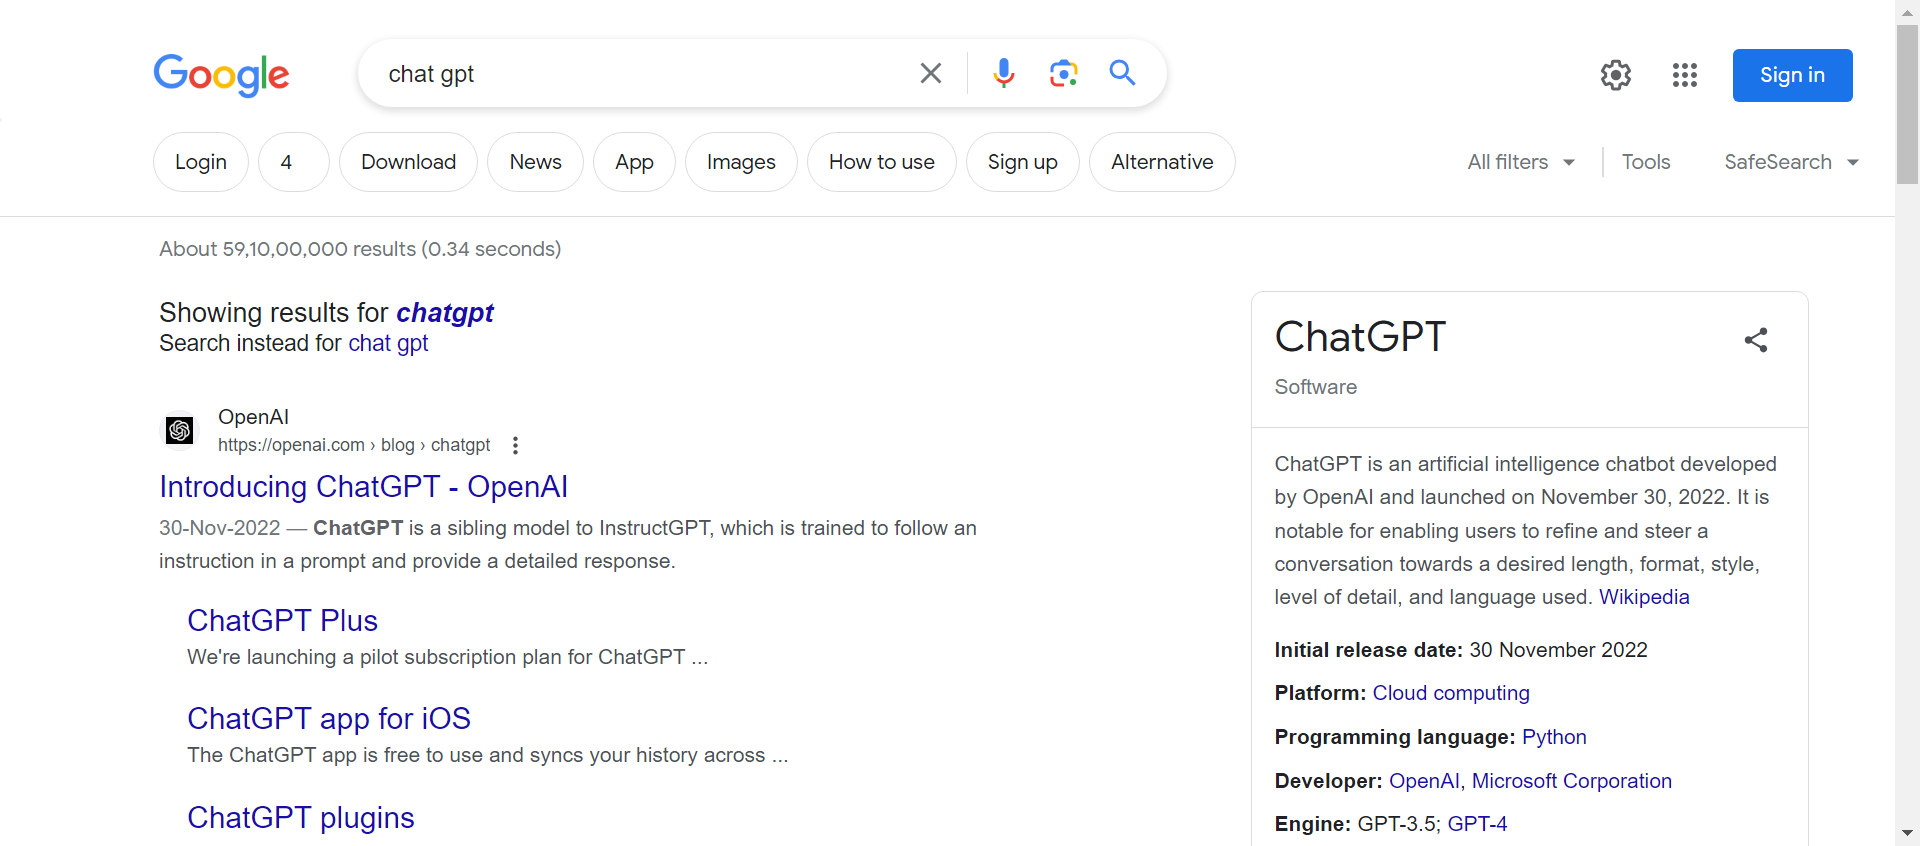 Google
chat gpt
Sign in
Login
4
Download
News
App
Images
How to use
Sign up
Alternative
All filters
Tools
SafeSearch
About 59,10,00,000 results (0.34 seconds)
Showing results for chatgpt
Search instead for chat gpt
OpenAI
https://openai.com › blog › chatgpt
Introducing ChatGPT - OpenAI
30-Nov-2022 — ChatGPT is a sibling model to InstructGPT, which is trained to follow an
instruction in a prompt and provide a detailed response.
ChatGPT Plus
We're launching a pilot subscription plan for ChatGPT ...
ChatGPT app for iOS
The ChatGPT app is free to use and syncs your history across ...
ChatGPT plugins
ChatGPT
Software
ChatGPT is an artificial intelligence chatbot developed
by OpenAI and launched on November 30, 2022. It is
notable for enabling users to refine and steer a
conversation towards a desired length, format, style,
level of detail, and language used. Wikipedia
Initial release date: 30 November 2022
Platform: Cloud computing
Programming language: Python
Developer: OpenAI, Microsoft Corporation
Engine: GPT-3.5; GPT-4